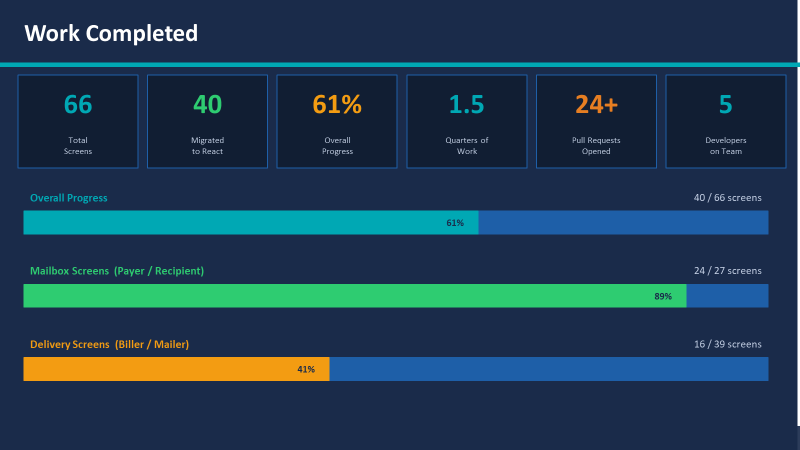 Work Completed
66
40
61%
1.5
24+
5
Total
Screens
Migrated
to React
Overall
Progress
Quarters of
Work
Pull Requests
Opened
Developers
on Team
Overall Progress
40 / 66 screens
61%
Mailbox Screens (Payer / Recipient)
24 / 27 screens
89%
Delivery Screens (Biller / Mailer)
16 / 39 screens
41%